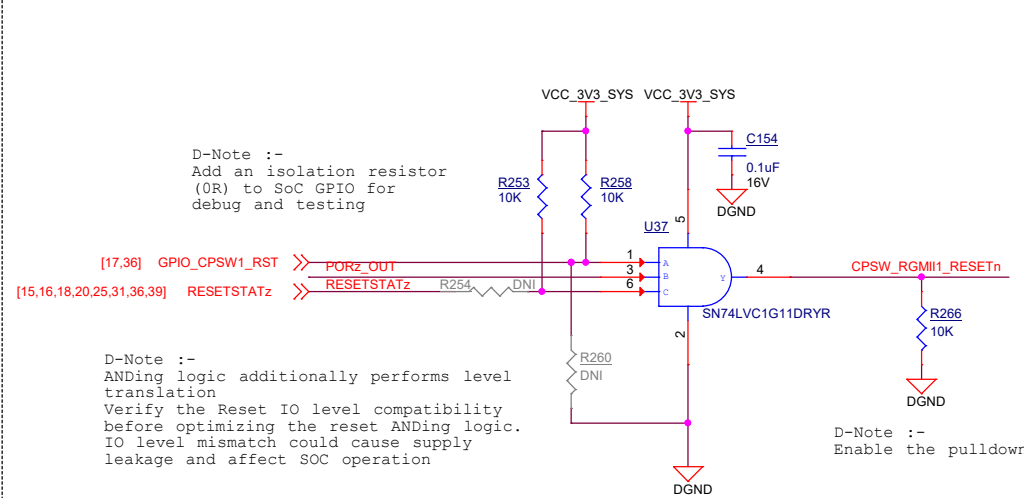 VCC_3V3_SYS
VCC_3V3_SYS
D-Note :-
Add an isolation resistor
(0R) to SoC GPIO for
debug and testing
R253
10K
R258
10K
C154
0.1uF
16V
DGND
5
U37
[17,36] GPIO_CPSW1_RST
1
A
PORz_OUT
3
B
[15,16,18,20,25,31,36,39] RESETSTATz
RESETSTATz
R254
DNI
6
C
Y
4
CPSW_RGMII1_RESETn
SN74LVC1G11DRYR
2
R266
10K
DGND
R260
DNI
D-Note :-
ANDing logic additionally performs level
translation
Verify the Reset IO level compatibility
before optimizing the reset ANDing logic.
IO level mismatch could cause supply
leakage and affect SOC operation
D-Note :-
Enable the pulldown
DGND